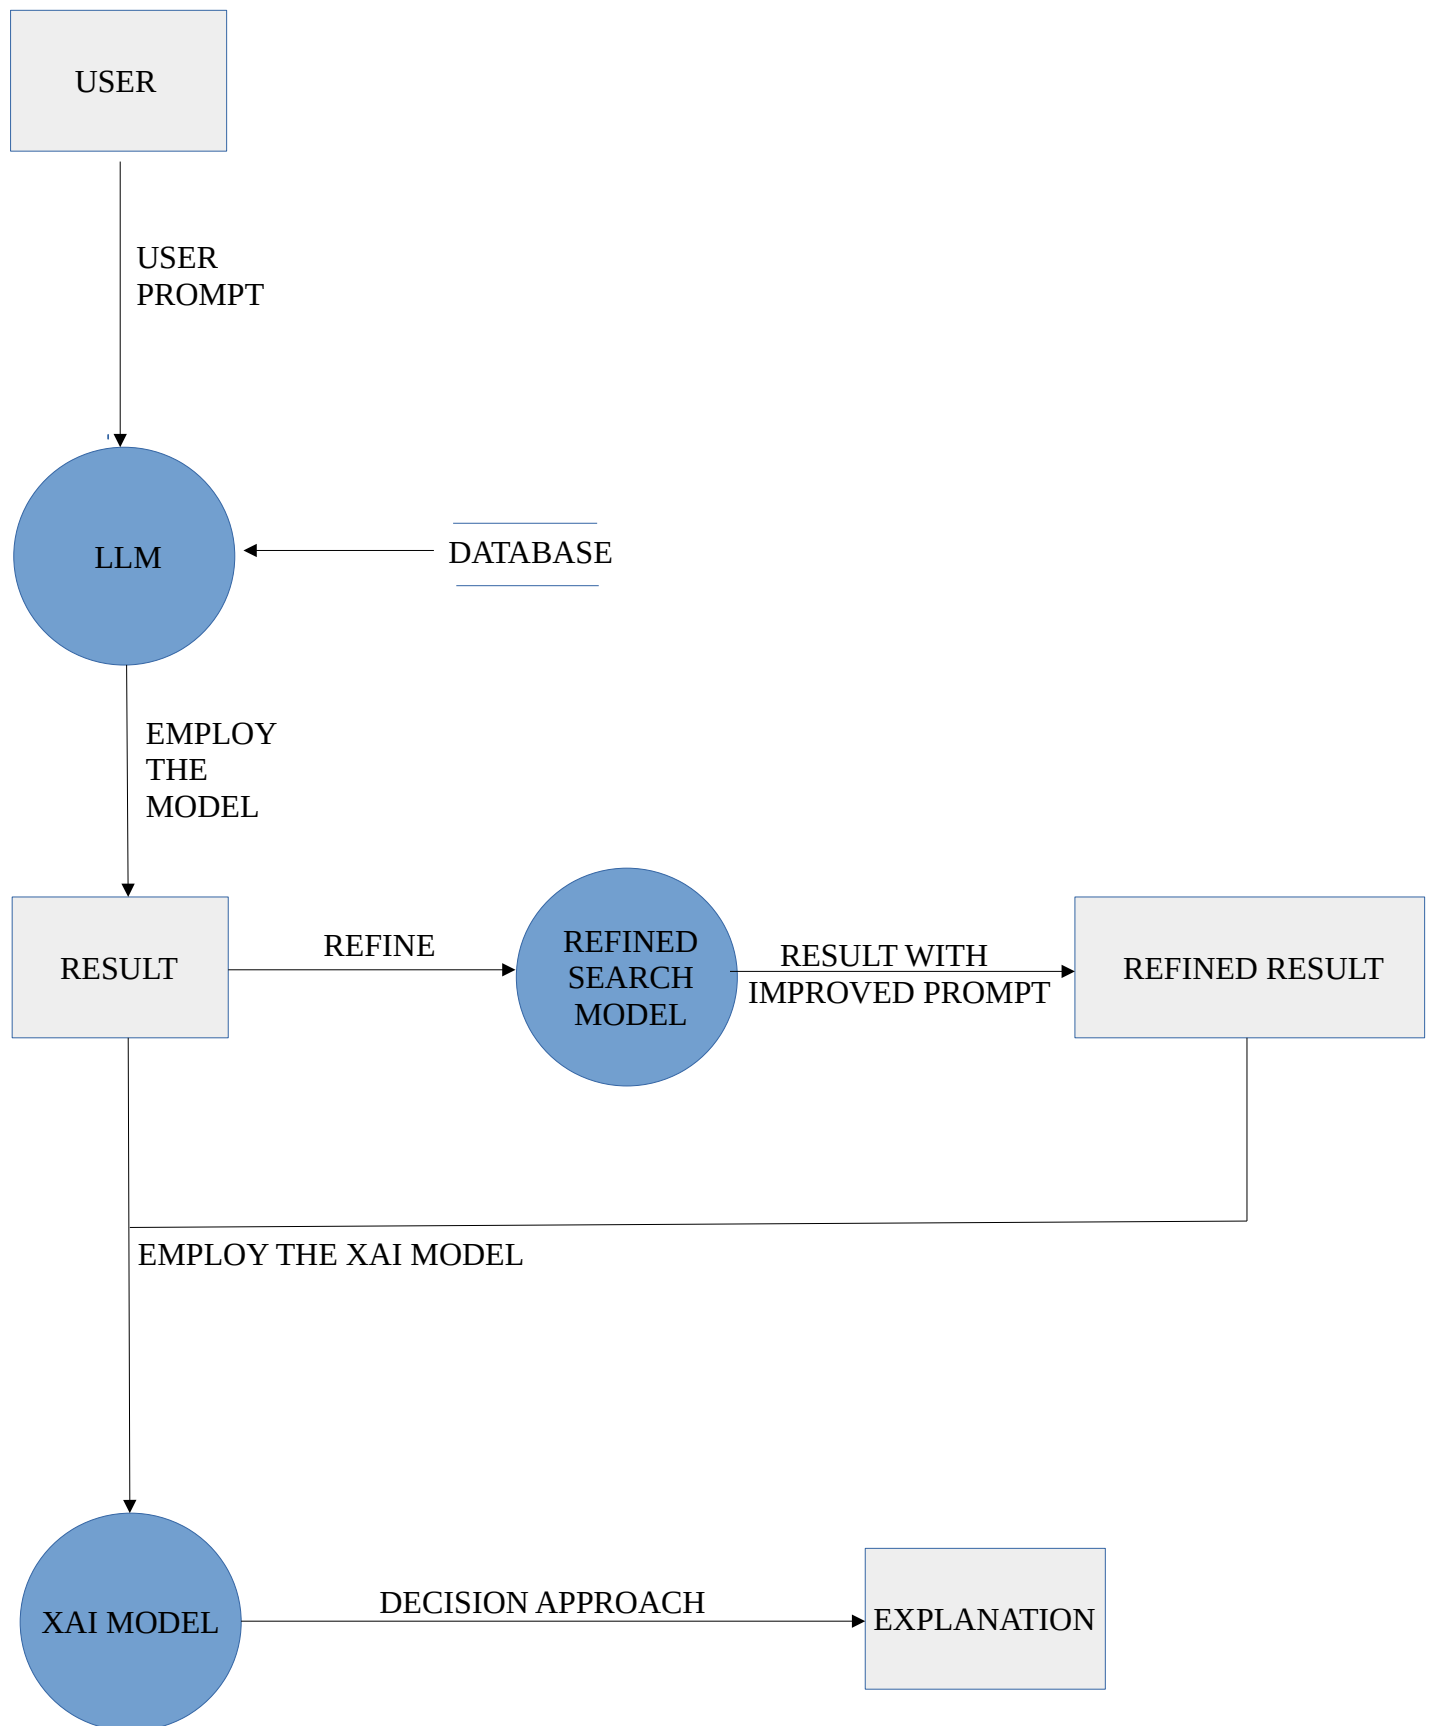 USER
USER
PROMPT
LLM
DATABASE
EMPLOY
THE
MODEL
RESULT
REFINE
REFINED
SEARCH
MODEL
RESULT WITH
IMPROVED PROMPT
REFINED RESULT
EMPLOY THE XAI MODEL
XAI MODEL
DECISION APPROACH
EXPLANATION